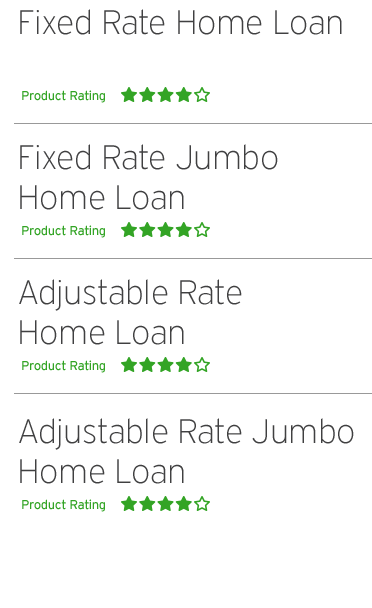 Fixed Rate Home Loan
Product Rating
Fixed Rate Jumbo
Home Loan
Product Rating
Adjustable Rate
Home Loan
Product Rating
Adjustable Rate Jumbo
Home Loan
Product Rating